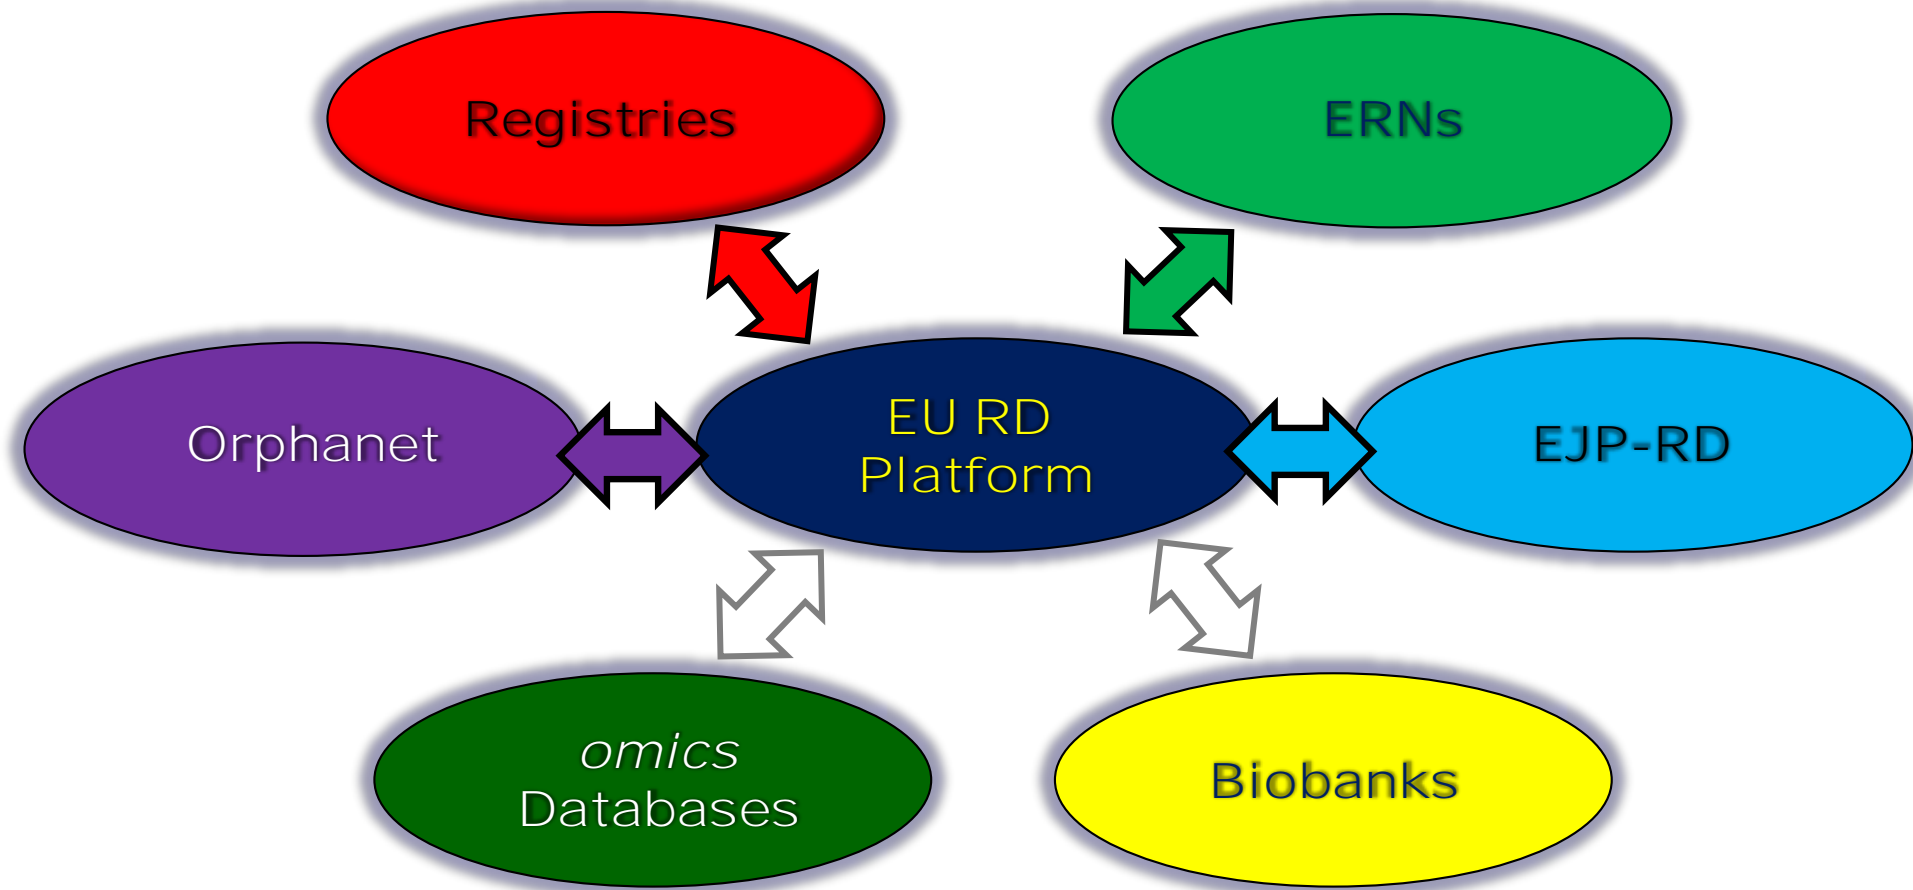 Registries
ERNs
Orphanet
EU RD
Platform
EJP-RD
omics
Databases
Biobanks